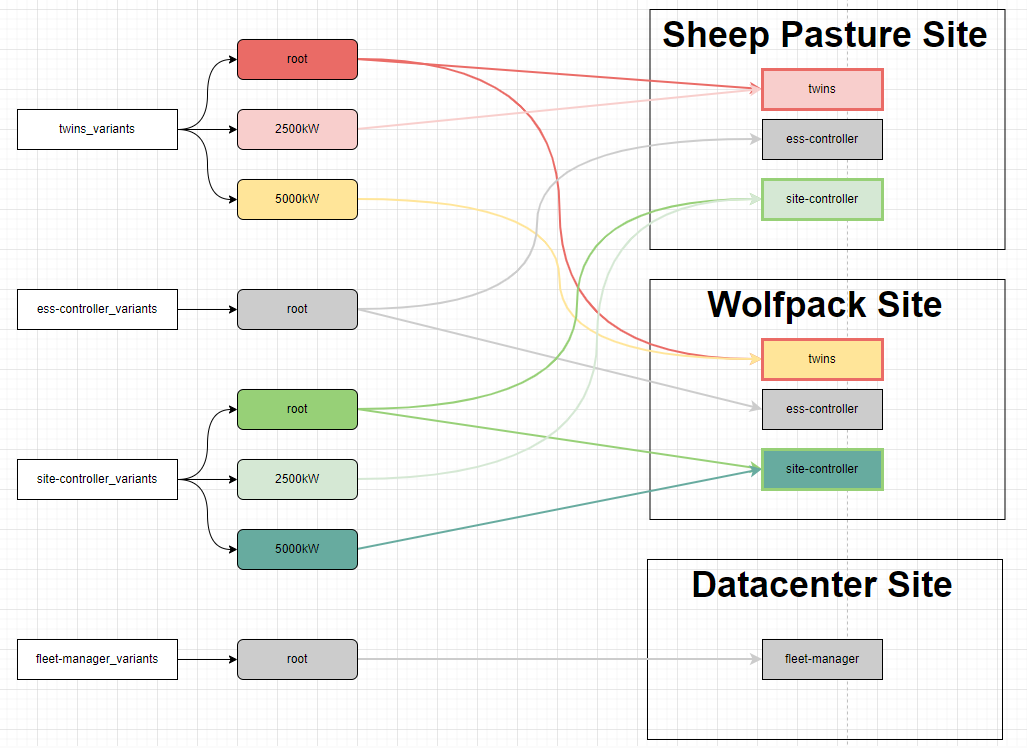 twins_variants
root
2500kW
5000kW
ess-controller_variants
root
site-controller_variants
root
2500kW
5000kW
fleet-manager_variants
root
Sheep Pasture Site
twins
ess-controller
site-controller
Wolfpack Site
twins
ess-controller
site-controller
Datacenter Site
fleet-manager